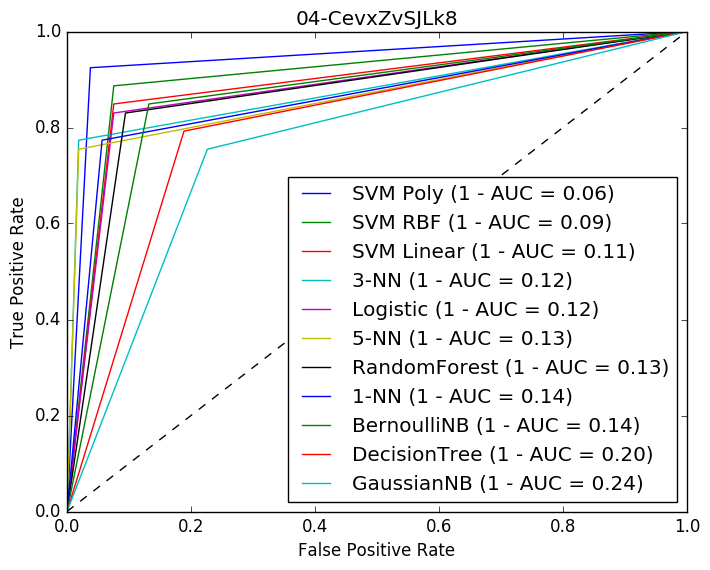 04-CevxZvSJLk8
1.0
0.8
0.6
0.4
0.2
0.0
True Positive Rate
SVM Poly (1 - AUC = 0.06)
SVM RBF (1 - AUC = 0.09)
SVM Linear (1 - AUC = 0.11)
3-NN (1 - AUC = 0.12)
Logistic (1 - AUC = 0.12)
5-NN (1 - AUC = 0.13)
RandomForest (1 - AUC = 0.13)
1-NN (1 - AUC = 0.14)
BernoulliNB (1 - AUC = 0.14)
DecisionTree (1 - AUC = 0.20)
GaussianNB (1 - AUC = 0.24)
0.0 0.2 0.4 0.6 0.8 1.0
False Positive Rate